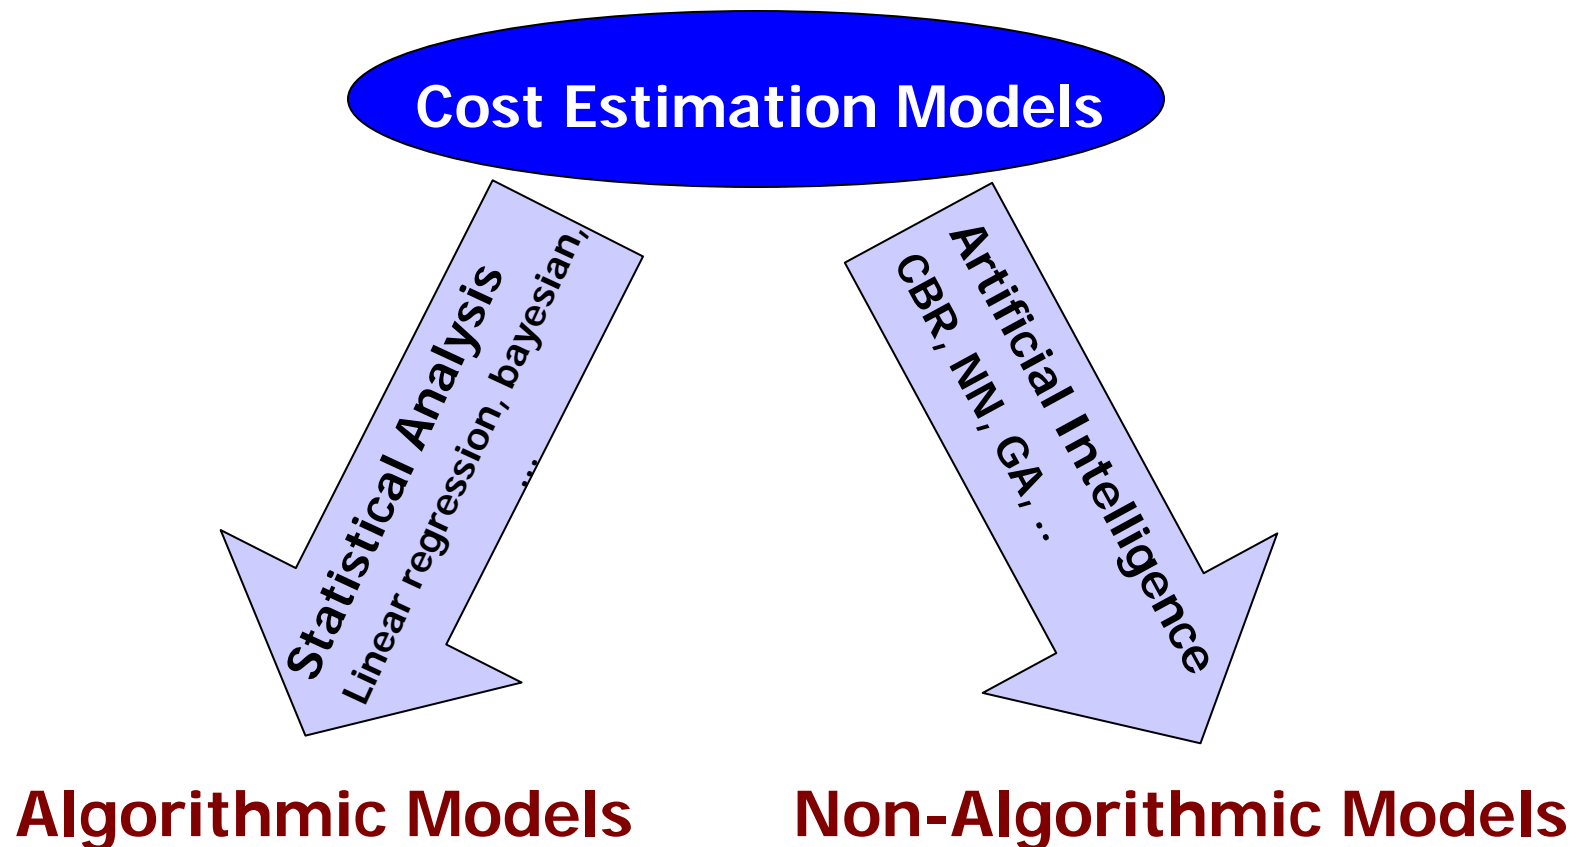 Cost Estimation Models
Statistical Analysis
Linear regression, bayesian,
...
Artificial Intelligence
CBR, NN, GA, ..
Algorithmic Models
Non-Algorithmic Models